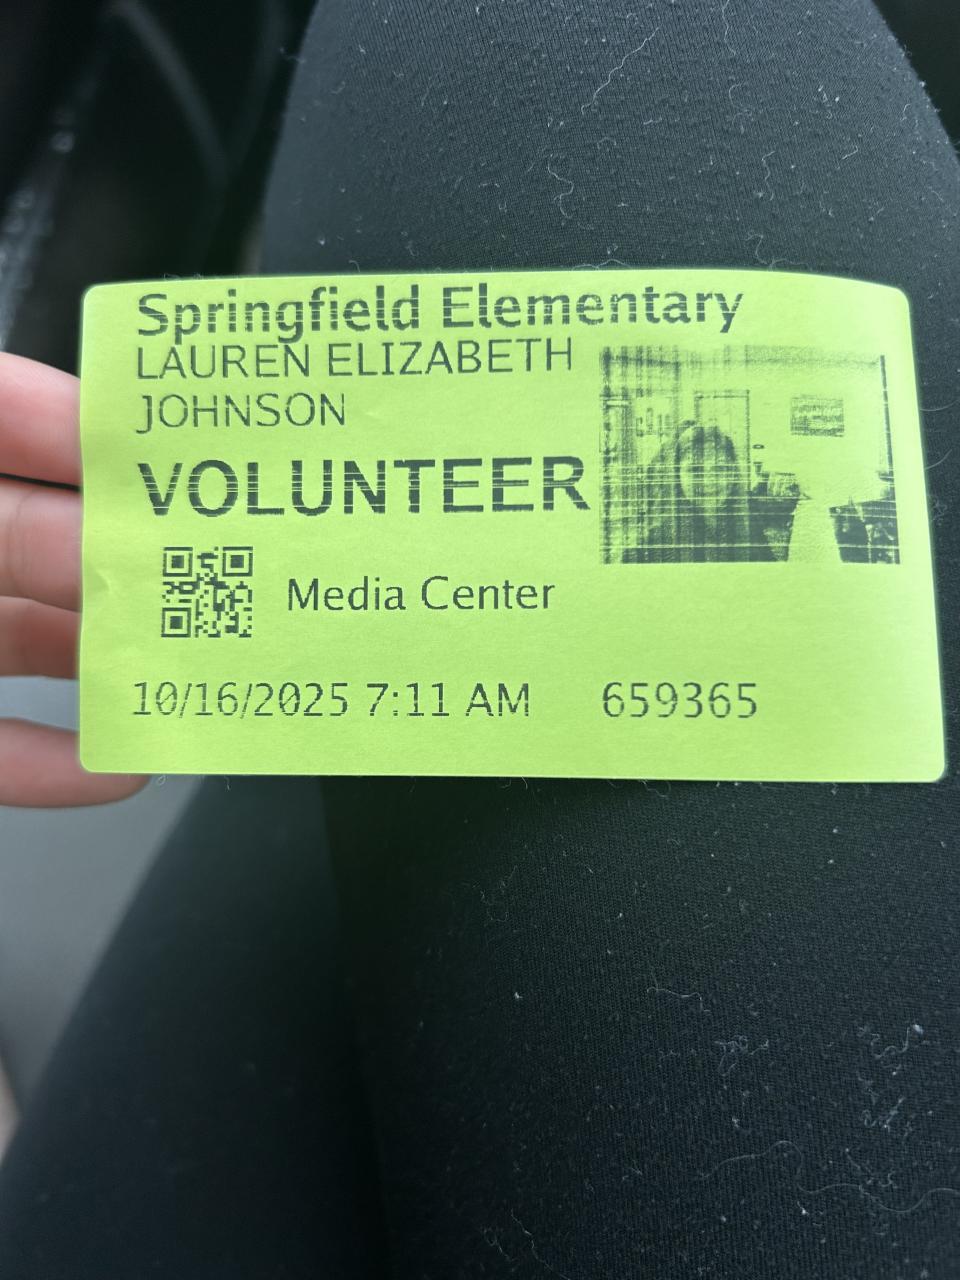 Springfield Elementary
LAUREN ELIZABETH
JOHNSON
VOLUNTEER
Media Center
10/16/2025 7:11 AM 659365